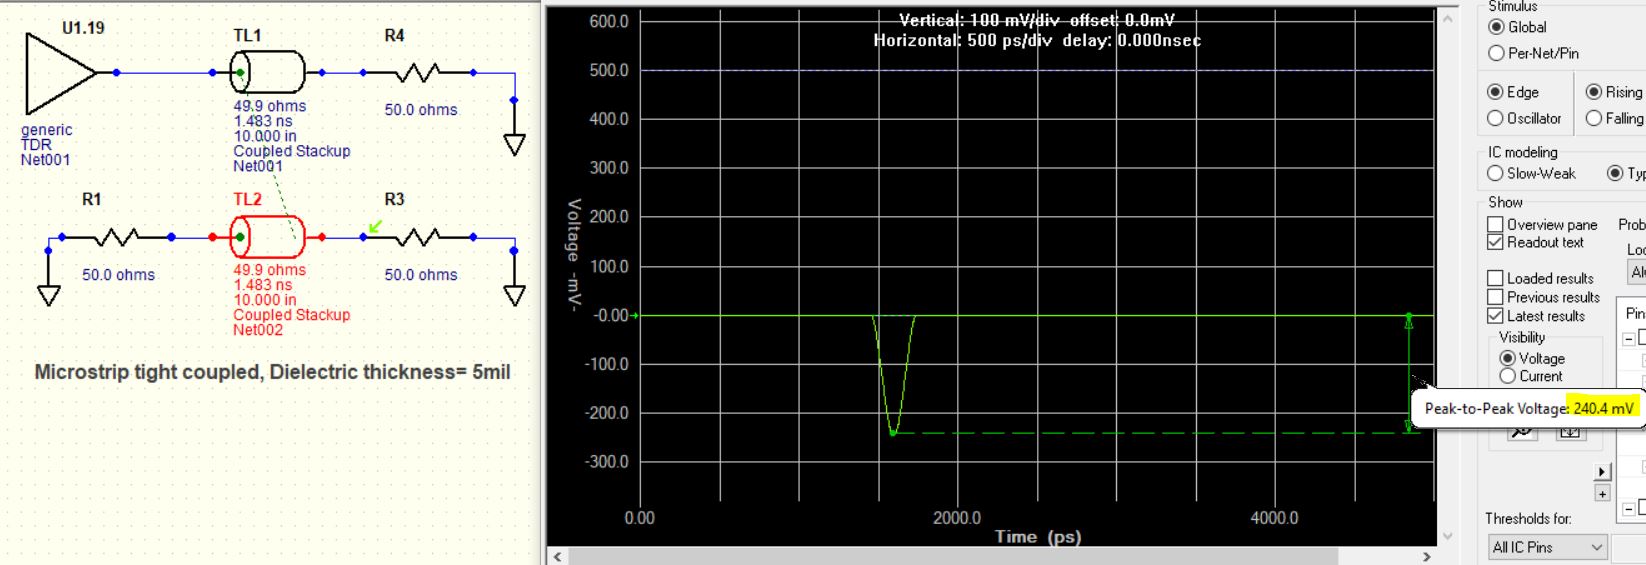 U1.19
TL1
R4
49.9 ohms
1.483 ns
10.000 in
Coupled Stackup
Net001
50.0 ohms
generic
TDR
Net001
R1
TL2
R3
50.0 ohms
49.9 ohms
1.483 ns
10.000 in
Coupled Stackup
Net002
50.0 ohms
Microstrip tight coupled, Dielectric thickness= 5mil
Vertical: 100 mV/div offset: 0.0mV
Horizontal: 500 ps/div delay: 0.000nsec
600.0
500.0
400.0
300.0
200.0
100.0
-0.00
-100.0
-200.0
-300.0
Voltage -mV-
0.00
2000.0
4000.0
Time (ps)
Peak-to-Peak Voltage: 240.4 mV
Stimulus
Global
Per-Net/Pin
Edge
Rising
Oscillator
Falling
IC modeling
Slow-Weak
Typ
Show
Overview pane
Prob
Readout text
Loc
Loaded results
Previous results
Latest results
Pin
Visibility
Voltage
Current
Thresholds for:
All IC Pins